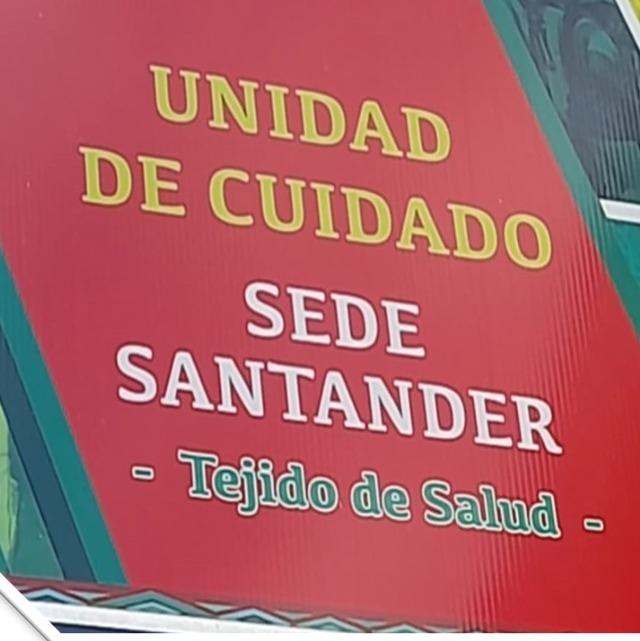 UNIDAD
DE CUIDADO
SEDE
SANTANDER
- Tejido de Salud -